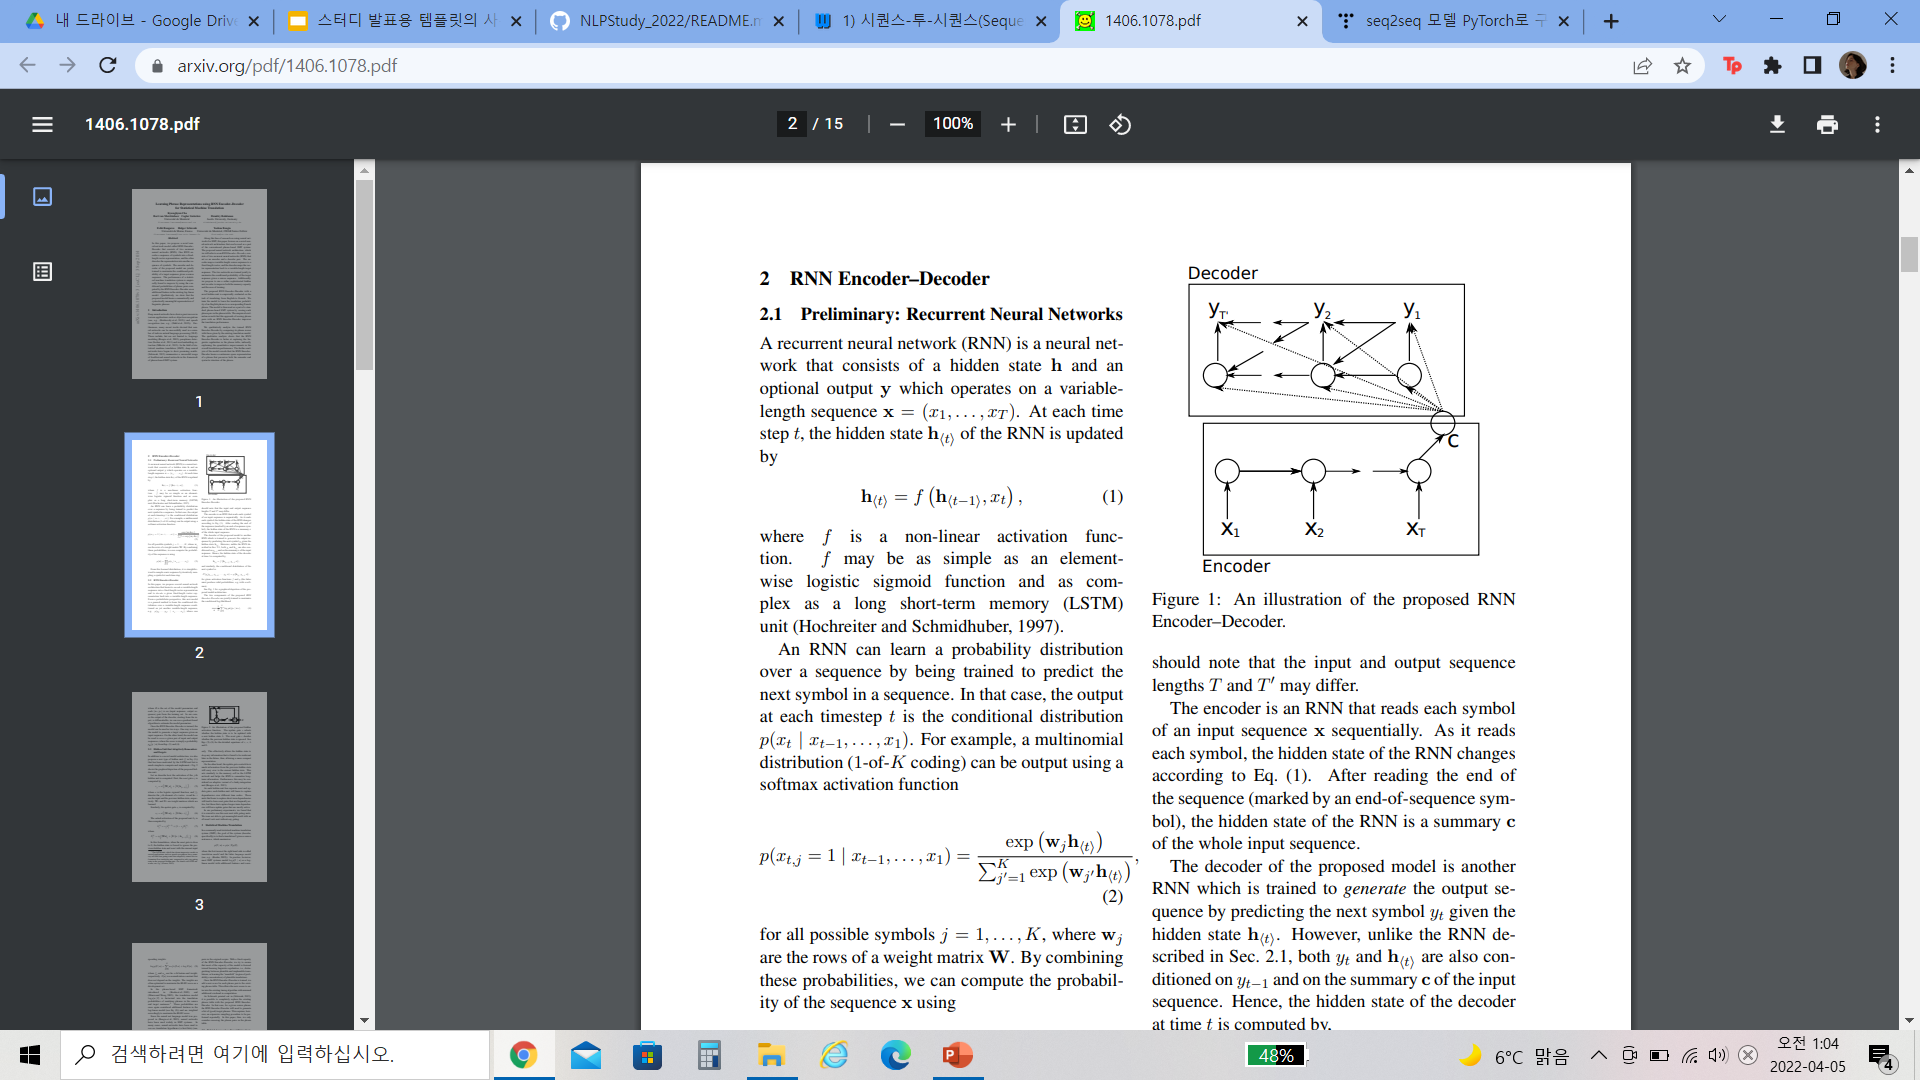 내 드라이브 - Google Driv
스터디 발표용 템플릿의 사
NLPStudy_2022/README.m
1) 시퀀스-투-시퀀스(Seque
1406.1078.pdf
seq2seq 모델 PyTorch로 구
arxiv.org/pdf/1406.1078.pdf
1406.1078.pdf
2 / 15
100%
1
2
3
2 RNN Encoder–Decoder
2.1 Preliminary: Recurrent Neural Networks
A recurrent neural network (RNN) is a neural net-
work that consists of a hidden state h and an
optional output y which operates on a variable-
length sequence x = (x₁, . . . , x_T). At each time
step t, the hidden state h⟨t⟩ of the RNN is updated
by
h⟨t⟩ = f (h⟨t−1⟩, x_t) , (1)
where f is a non-linear activation func-
tion. f may be as simple as an element-
wise logistic sigmoid function and as com-
plex as a long short-term memory (LSTM)
unit (Hochreiter and Schmidhuber, 1997).
An RNN can learn a probability distribution
over a sequence by being trained to predict the
next symbol in a sequence. In that case, the output
at each timestep t is the conditional distribution
p(x_t | x_{t−1}, . . . , x₁). For example, a multinomial
distribution (1-of-K coding) can be output using a
softmax activation function
p(x_{t,j} = 1 | x_{t−1}, . . . , x₁) = exp (w_j h⟨t⟩) / ∑_{j′=1}^{K} exp (w_{j′} h⟨t⟩) ,
(2)
for all possible symbols j = 1, . . . , K, where w_j
are the rows of a weight matrix W. By combining
these probabilities, we can compute the probabil-
ity of the sequence x using
Decoder
y_T' y₂ y₁
c
x₁ x₂ x_T
Encoder
Figure 1: An illustration of the proposed RNN
Encoder–Decoder.
should note that the input and output sequence
lengths T and T′ may differ.
The encoder is an RNN that reads each symbol
of an input sequence x sequentially. As it reads
each symbol, the hidden state of the RNN changes
according to Eq. (1). After reading the end of
the sequence (marked by an end-of-sequence sym-
bol), the hidden state of the RNN is a summary c
of the whole input sequence.
The decoder of the proposed model is another
RNN which is trained to generate the output se-
quence by predicting the next symbol y_t given the
hidden state h⟨t⟩. However, unlike the RNN de-
scribed in Sec. 2.1, both y_t and h⟨t⟩ are also con-
ditioned on y_{t−1} and on the summary c of the input
sequence. Hence, the hidden state of the decoder
at time t is computed by,
검색하려면 여기에 입력하십시오.
48%
6°C 맑음
오전 1:04
2022-04-05
4